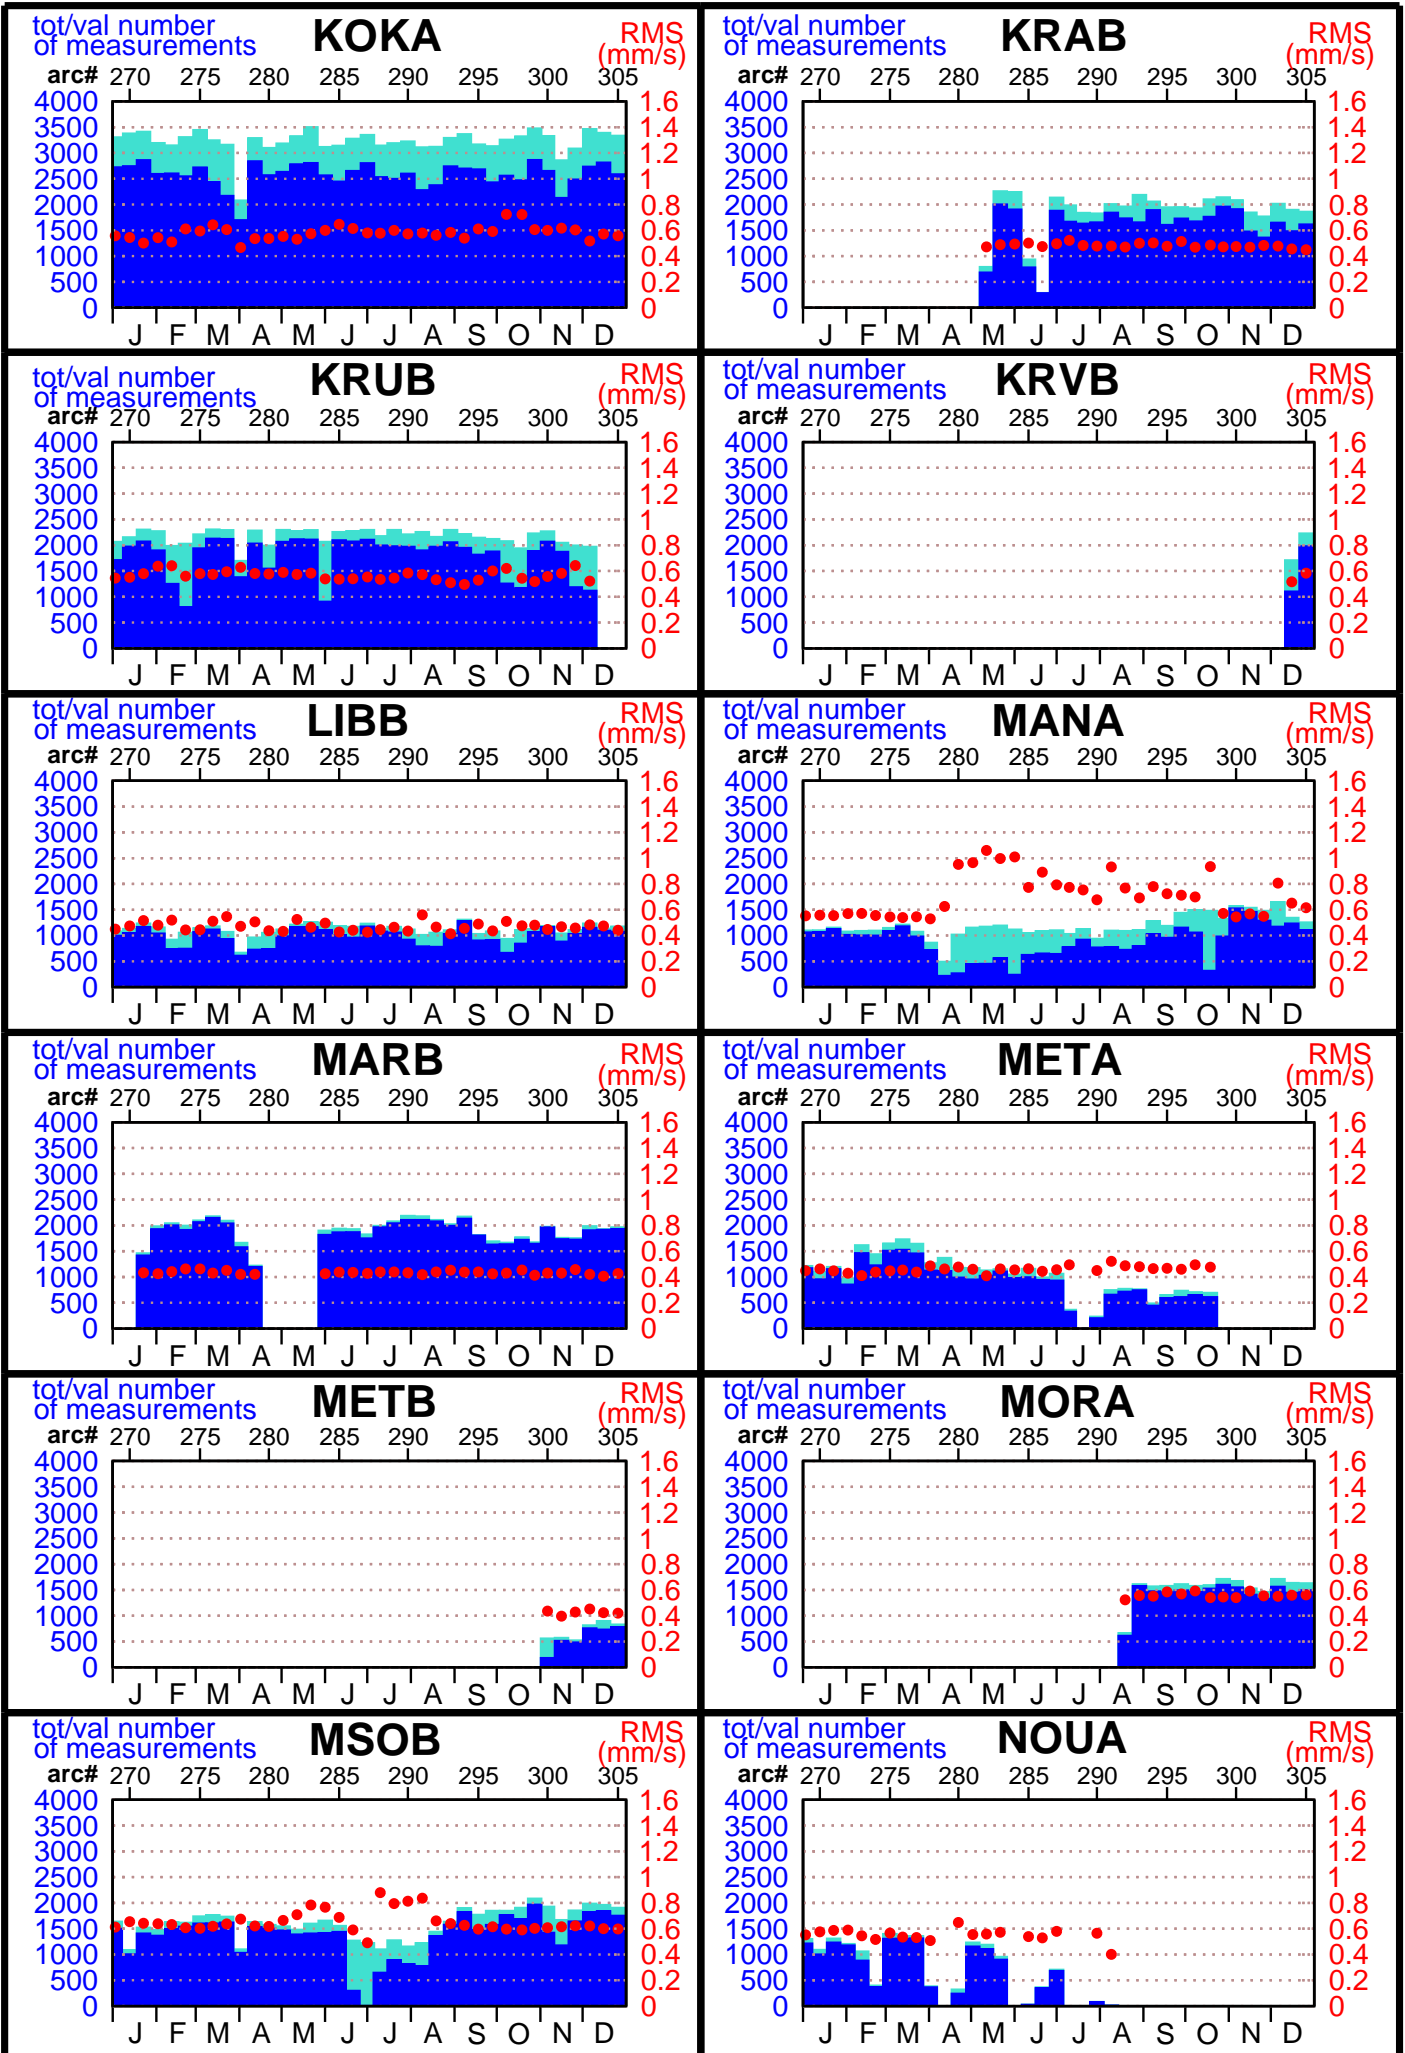 tot/val number
of measurements
KOKA
RMS
(mm/s)
arc# 270 275 280 285 290 295 300 305
4000 1.6
3500 1.4
3000 1.2
2500 1
2000 0.8
1500 0.6
1000 0.4
500 0.2
0 0
J F M A M J J A S O N D
tot/val number
of measurements
KRAB
RMS
(mm/s)
arc# 270 275 280 285 290 295 300 305
4000 1.6
3500 1.4
3000 1.2
2500 1
2000 0.8
1500 0.6
1000 0.4
500 0.2
0 0
J F M A M J J A S O N D
tot/val number
of measurements
KRUB
RMS
(mm/s)
arc# 270 275 280 285 290 295 300 305
4000 1.6
3500 1.4
3000 1.2
2500 1
2000 0.8
1500 0.6
1000 0.4
500 0.2
0 0
J F M A M J J A S O N D
tot/val number
of measurements
KRVB
RMS
(mm/s)
arc# 270 275 280 285 290 295 300 305
4000 1.6
3500 1.4
3000 1.2
2500 1
2000 0.8
1500 0.6
1000 0.4
500 0.2
0 0
J F M A M J J A S O N D
tot/val number
of measurements
LIBB
RMS
(mm/s)
arc# 270 275 280 285 290 295 300 305
4000 1.6
3500 1.4
3000 1.2
2500 1
2000 0.8
1500 0.6
1000 0.4
500 0.2
0 0
J F M A M J J A S O N D
tot/val number
of measurements
MANA
RMS
(mm/s)
arc# 270 275 280 285 290 295 300 305
4000 1.6
3500 1.4
3000 1.2
2500 1
2000 0.8
1500 0.6
1000 0.4
500 0.2
0 0
J F M A M J J A S O N D
tot/val number
of measurements
MARB
RMS
(mm/s)
arc# 270 275 280 285 290 295 300 305
4000 1.6
3500 1.4
3000 1.2
2500 1
2000 0.8
1500 0.6
1000 0.4
500 0.2
0 0
J F M A M J J A S O N D
tot/val number
of measurements
META
RMS
(mm/s)
arc# 270 275 280 285 290 295 300 305
4000 1.6
3500 1.4
3000 1.2
2500 1
2000 0.8
1500 0.6
1000 0.4
500 0.2
0 0
J F M A M J J A S O N D
tot/val number
of measurements
METB
RMS
(mm/s)
arc# 270 275 280 285 290 295 300 305
4000 1.6
3500 1.4
3000 1.2
2500 1
2000 0.8
1500 0.6
1000 0.4
500 0.2
0 0
J F M A M J J A S O N D
tot/val number
of measurements
MORA
RMS
(mm/s)
arc# 270 275 280 285 290 295 300 305
4000 1.6
3500 1.4
3000 1.2
2500 1
2000 0.8
1500 0.6
1000 0.4
500 0.2
0 0
J F M A M J J A S O N D
tot/val number
of measurements
MSOB
RMS
(mm/s)
arc# 270 275 280 285 290 295 300 305
4000 1.6
3500 1.4
3000 1.2
2500 1
2000 0.8
1500 0.6
1000 0.4
500 0.2
0 0
J F M A M J J A S O N D
tot/val number
of measurements
NOUA
RMS
(mm/s)
arc# 270 275 280 285 290 295 300 305
4000 1.6
3500 1.4
3000 1.2
2500 1
2000 0.8
1500 0.6
1000 0.4
500 0.2
0 0
J F M A M J J A S O N D